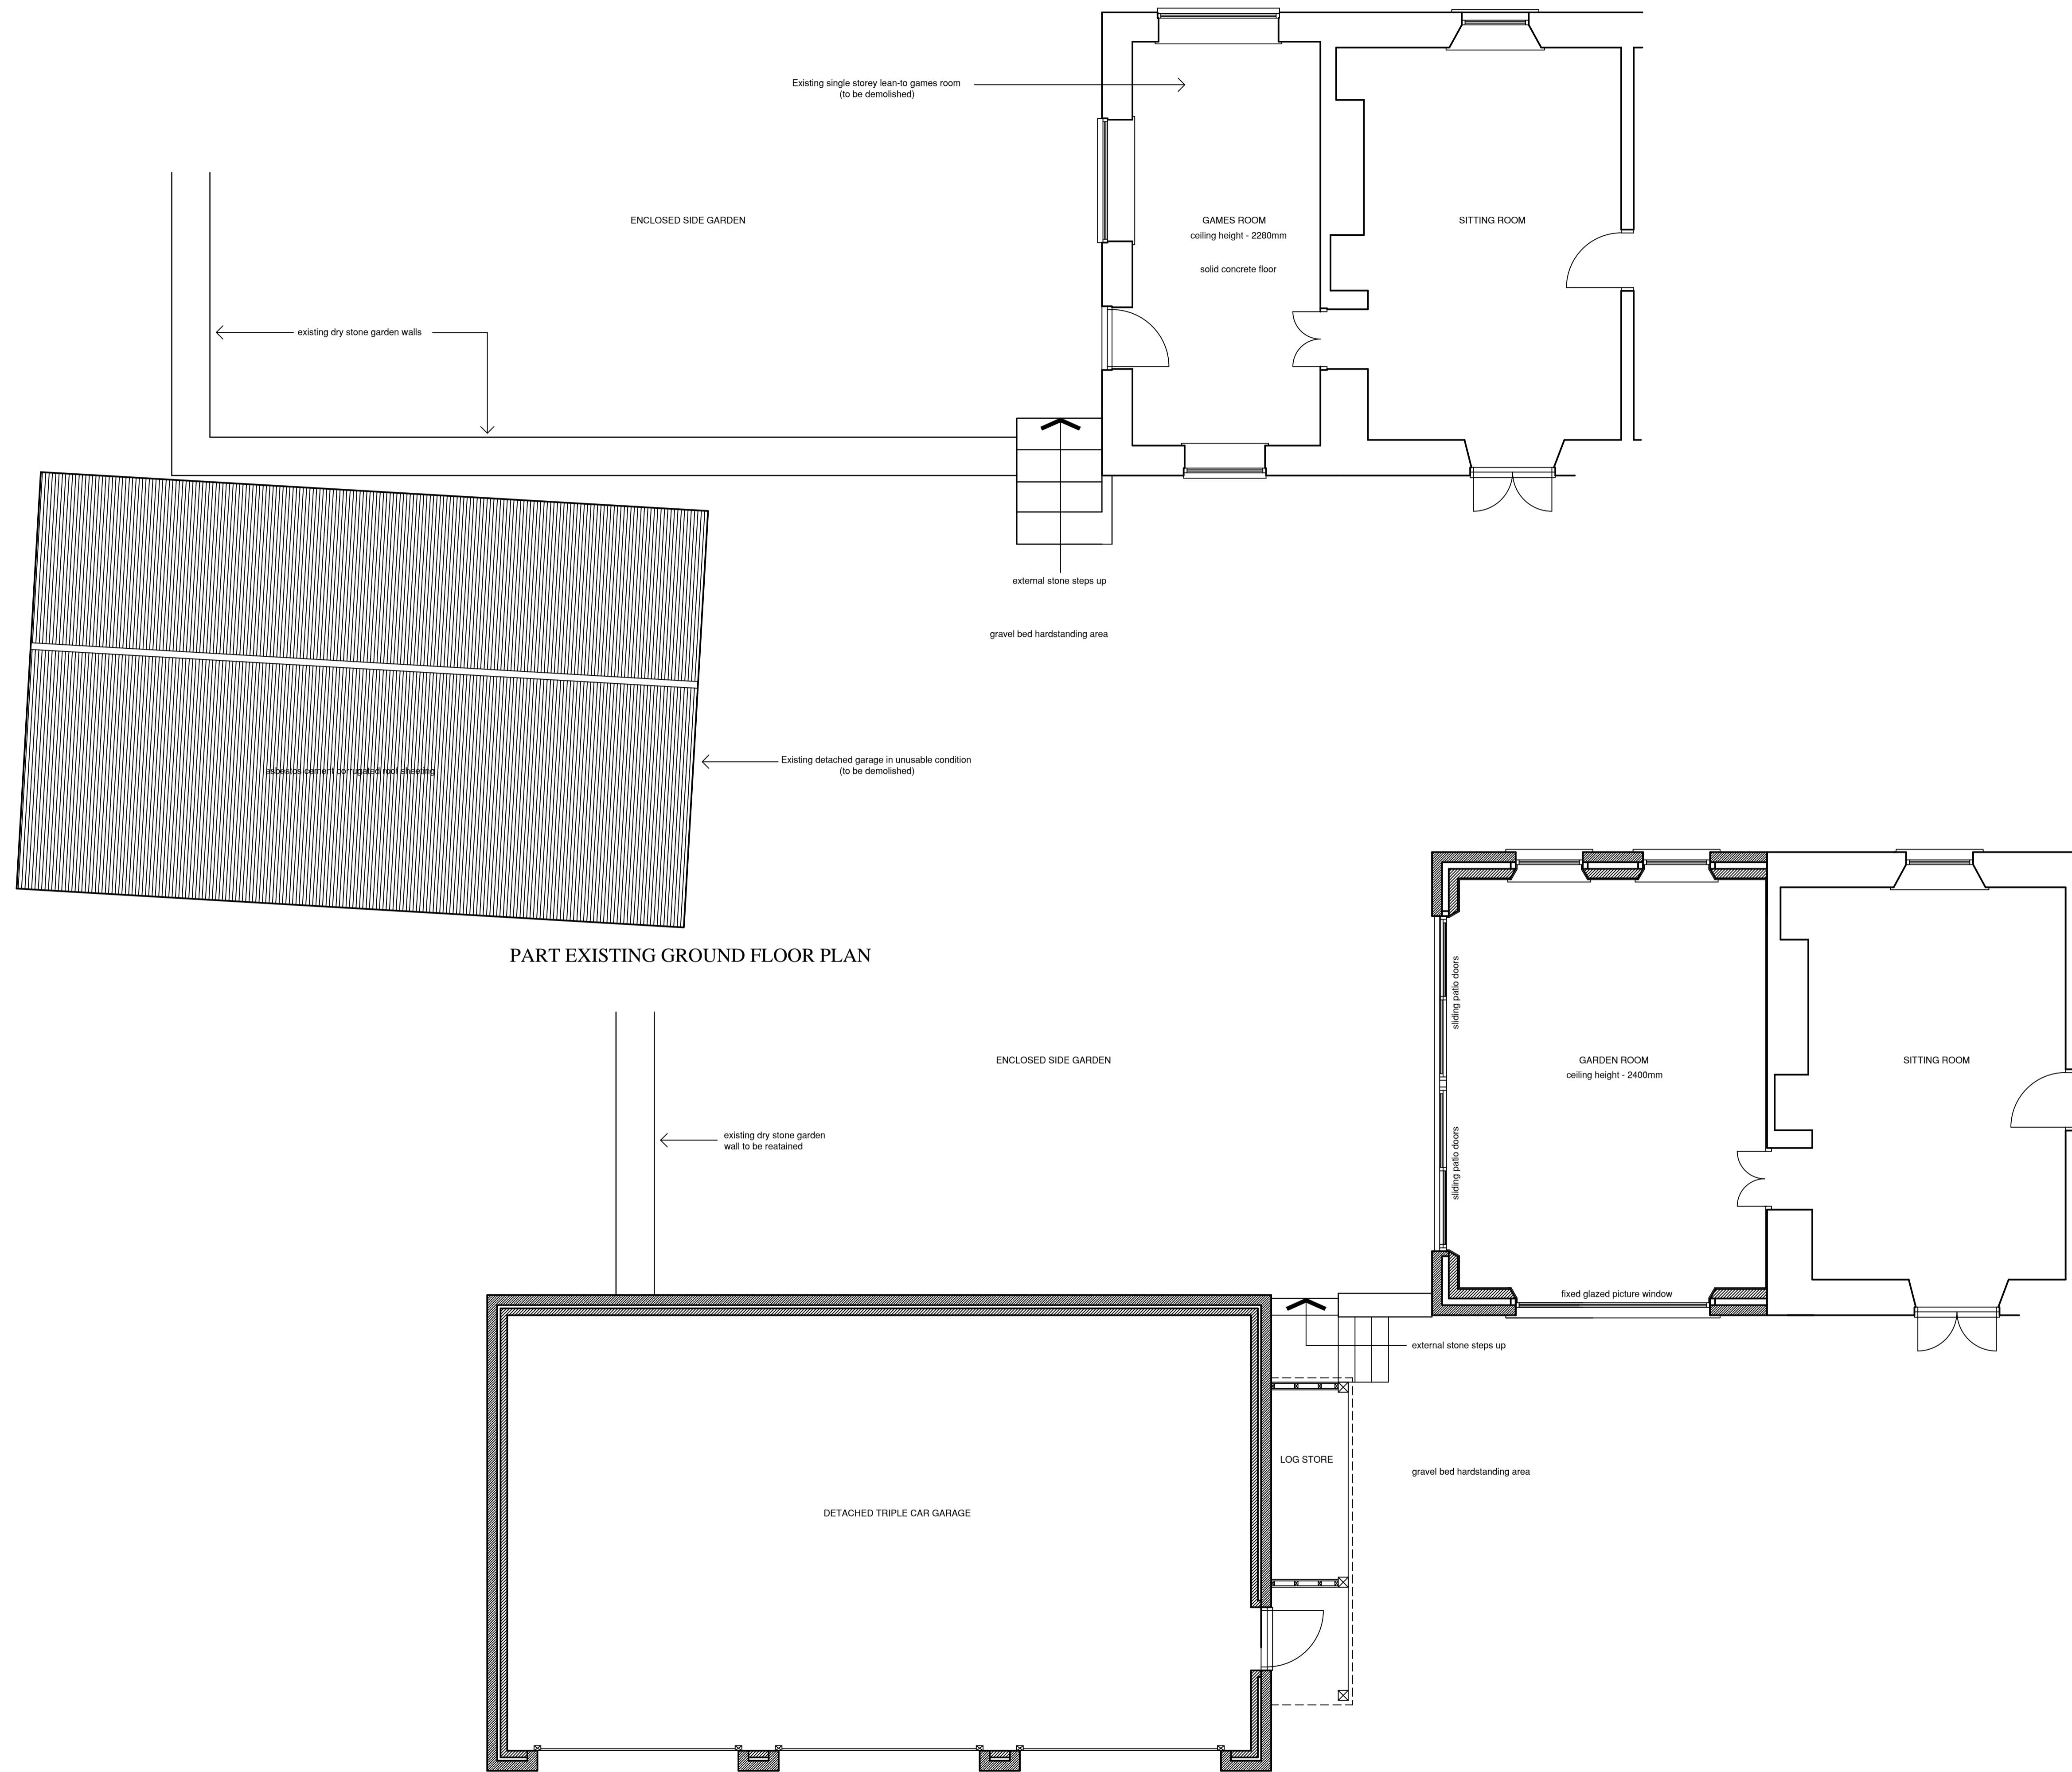 Existing single storey lean-to games room
(to be demolished)
ENCLOSED SIDE GARDEN
GAMES ROOM
ceiling height - 2280mm
solid concrete floor
SITTING ROOM
existing dry stone garden walls
external stone steps up
gravel bed hardstanding area
Existing detached garage in unusable condition
(to be demolished)
asbestos cement corrugated roof sheeting
PART EXISTING GROUND FLOOR PLAN
sliding patio doors
ENCLOSED SIDE GARDEN
GARDEN ROOM
ceiling height - 2400mm
SITTING ROOM
existing dry stone garden
wall to be reatained
sliding patio doors
fixed glazed picture window
external stone steps up
LOG STORE
gravel bed hardstanding area
DETACHED TRIPLE CAR GARAGE